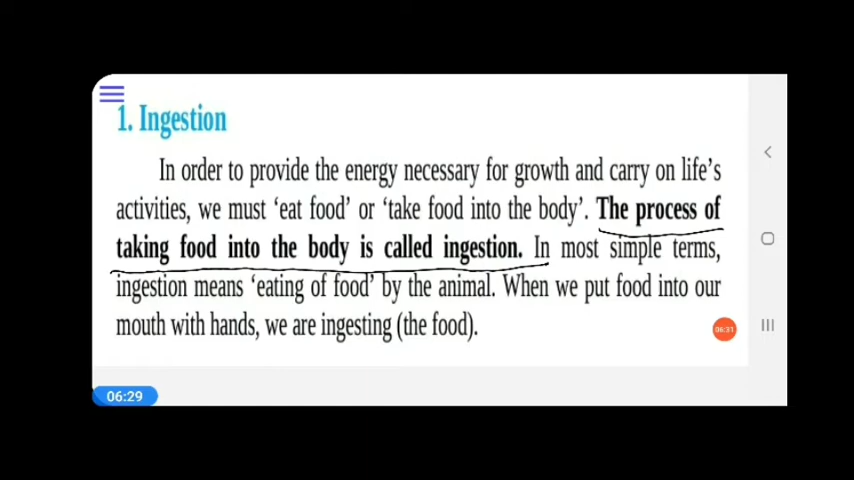 1. Ingestion
In order to provide the energy necessary for growth and carry on life's
activities, we must 'eat food' or 'take food into the body'. The process of
taking food into the body is called ingestion. In most simple terms,
ingestion means 'eating of food' by the animal. When we put food into our
mouth with hands, we are ingesting (the food).
06:31
06:29